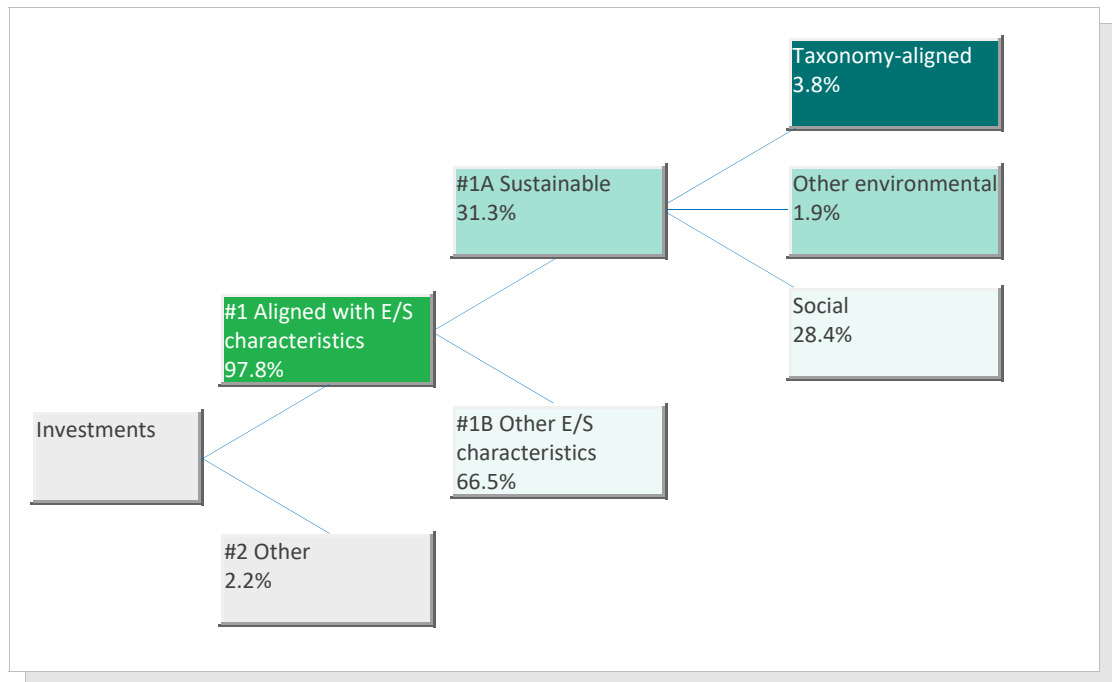 Taxonomy-aligned
3.8%
#1A Sustainable
31.3%
Other environmental
1.9%
#1 Aligned with E/S
characteristics
97.8%
Social
28.4%
Investments
#1B Other E/S
characteristics
66.5%
#2 Other
2.2%